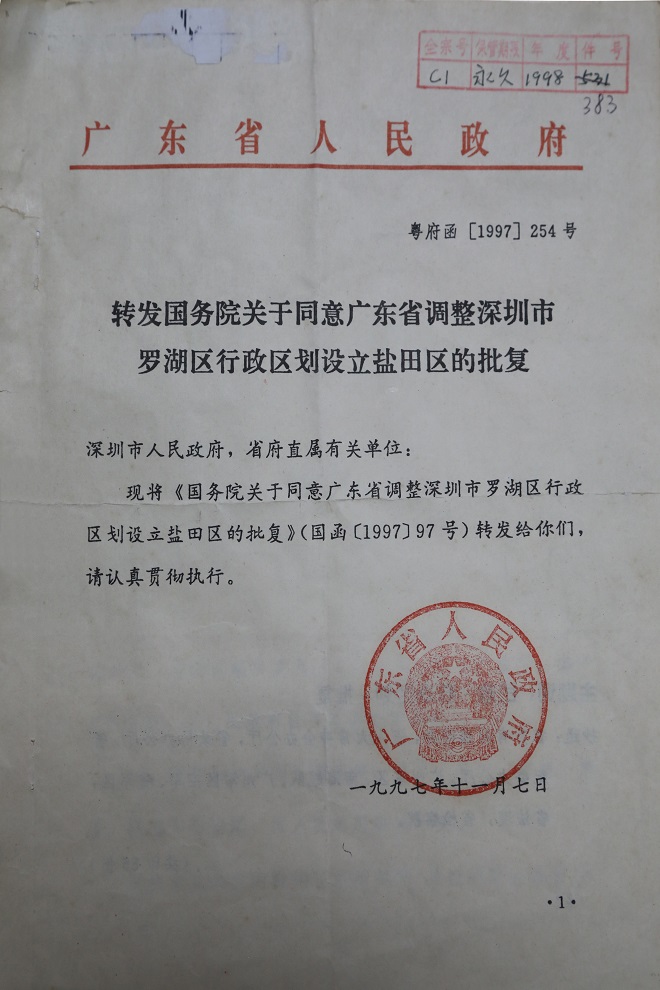 全宗号 保管期限 年度 件号
C1 永久 1998
383
广东省人民政府
粤府函［1997］254号
转发国务院关于同意广东省调整深圳市
罗湖区行政区划设立盐田区的批复
深圳市人民政府，省府直属有关单位：
现将《国务院关于同意广东省调整深圳市罗湖区行政
区划设立盐田区的批复》（国函〔1997〕97号）转发给你们，
请认真贯彻执行。
广东省人民政府
一九九七年十一月七日
·1·